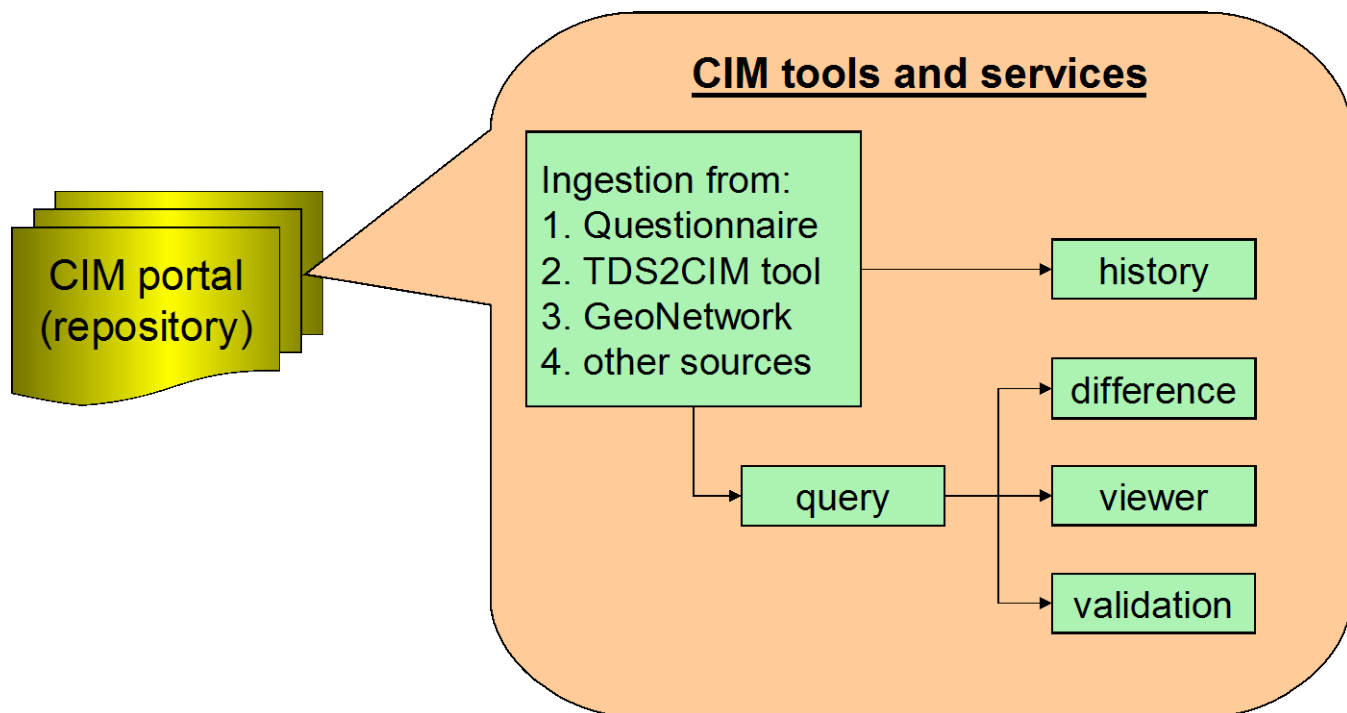 CIM tools and services
CIM portal
(repository)
Ingestion from:
1. Questionnaire
2. TDS2CIM tool
3. GeoNetwork
4. other sources
history
difference
query
viewer
validation